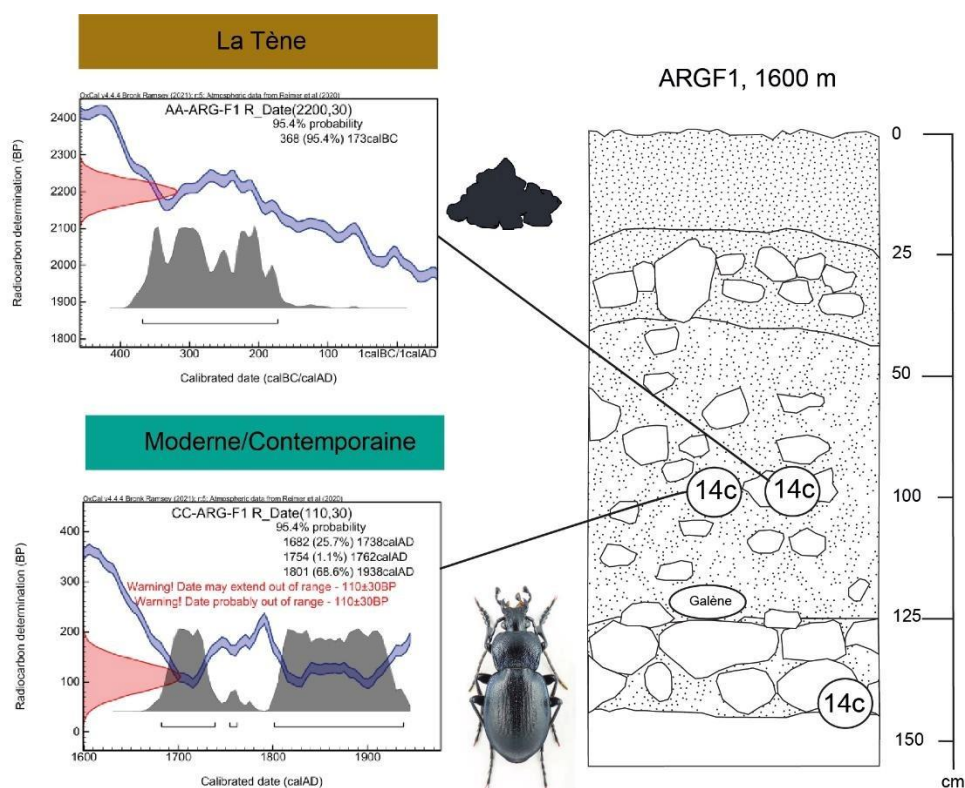 La Tène
OxCal v4.4.4 Bronk Ramsey (2021); r:5; Atmospheric data from Reimer et al (2020)
AA-ARG-F1 R_Date(2200,30)
95.4% probability
368 (95.4%) 173calBC
Radiocarbon determination (BP)
2400
2300
2200
2100
2000
1900
1800
400
300
200
100
1calBC/1calAD
Calibrated date (calBC/calAD)
Moderne/Contemporaine
OxCal v4.4.4 Bronk Ramsey (2021); r:5; Atmospheric data from Reimer et al (2020)
CC-ARG-F1 R_Date(110,30)
95.4% probability
1682 (25.7%) 1738calAD
1754 (1.1%) 1762calAD
1801 (68.6%) 1938calAD
Warning! Date may extend out of range - 110±30BP
Warning! Date probably out of range - 110±30BP
Radiocarbon determination (BP)
400
300
200
100
0
1600
1700
1800
1900
Calibrated date (calAD)
ARGF1, 1600 m
0
25
50
75
100
125
150
cm
14c
14c
Galène
14c